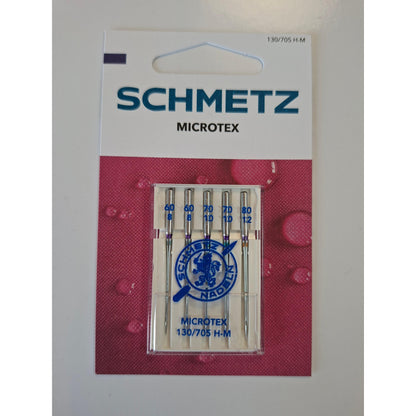 130/705 H-M
SCHMETZ
MICROTEX
60 60 70 70 80
8 8 10 10 12
SCHMETZ
NADELN
MICROTEX
130/705 H-M